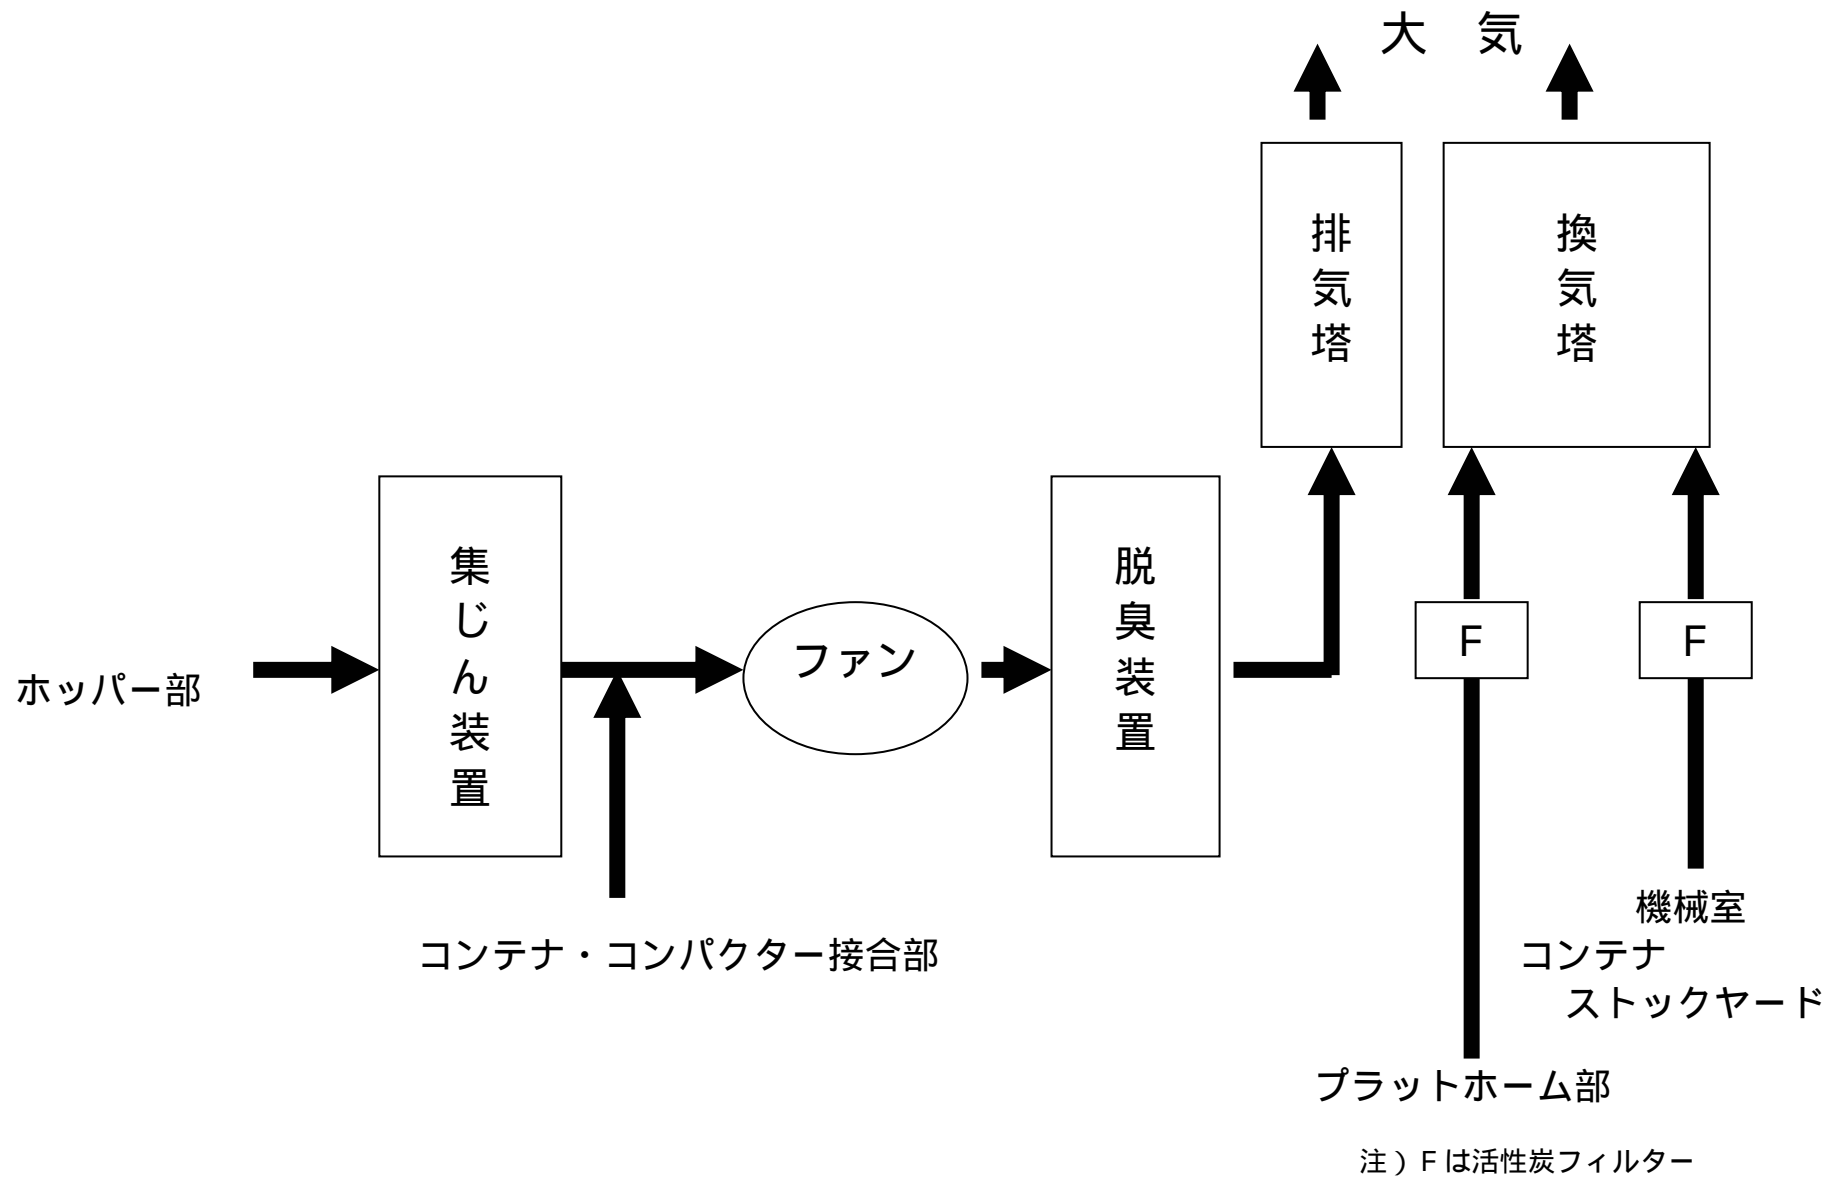 大　気
排気塔
換気塔
集じん装置
ファン
脱臭装置
F
F
ホッパー部
機械室
コンテナ・コンパクター接合部
コンテナ
ストックヤード
プラットホーム部
注）F は活性炭フィルター